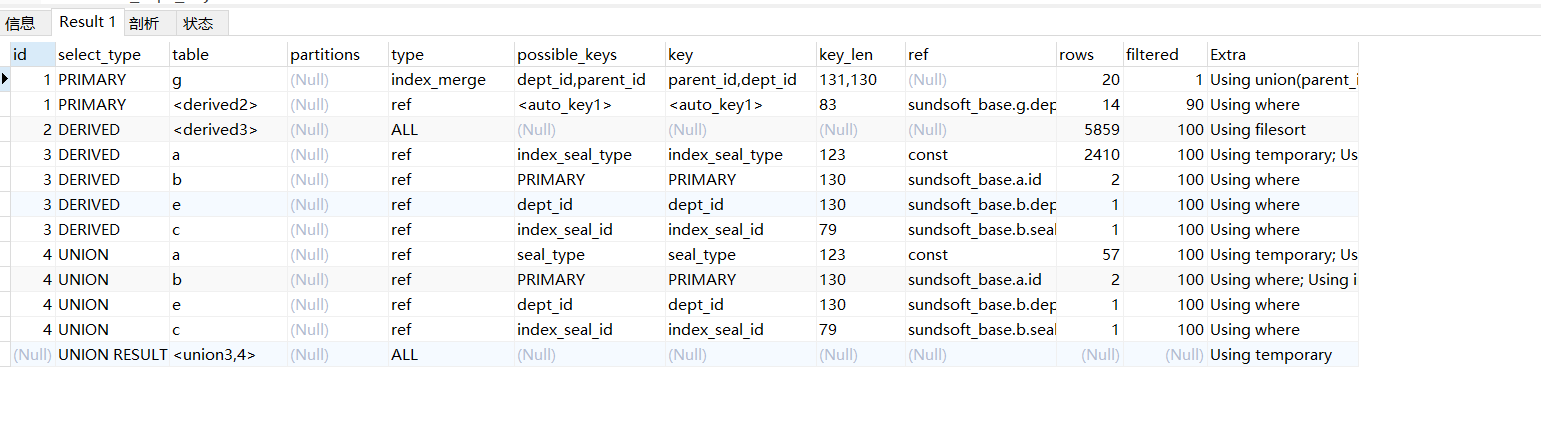 信息 Result 1 剖析 状态
id select_type table partitions type possible_keys key key_len ref rows filtered Extra
1 PRIMARY g (Null) index_merge dept_id,parent_id parent_id,dept_id 131,130 (Null) 20 1 Using union(parent_i
1 PRIMARY <derived2> (Null) ref <auto_key1> <auto_key1> 83 sundsoft_base.g.dep 14 90 Using where
2 DERIVED <derived3> (Null) ALL (Null) (Null) (Null) (Null) 5859 100 Using filesort
3 DERIVED a (Null) ref index_seal_type index_seal_type 123 const 2410 100 Using temporary; Us
3 DERIVED b (Null) ref PRIMARY PRIMARY 130 sundsoft_base.a.id 2 100 Using where
3 DERIVED e (Null) ref dept_id dept_id 130 sundsoft_base.b.dep 1 100 Using where
3 DERIVED c (Null) ref index_seal_id index_seal_id 79 sundsoft_base.b.seal 1 100 Using where
4 UNION a (Null) ref seal_type seal_type 123 const 57 100 Using temporary; Us
4 UNION b (Null) ref PRIMARY PRIMARY 130 sundsoft_base.a.id 2 100 Using where; Using i
4 UNION e (Null) ref dept_id dept_id 130 sundsoft_base.b.dep 1 100 Using where
4 UNION c (Null) ref index_seal_id index_seal_id 79 sundsoft_base.b.seal 1 100 Using where
(Null) UNION RESULT <union3,4> (Null) ALL (Null) (Null) (Null) (Null) (Null) (Null) Using temporary